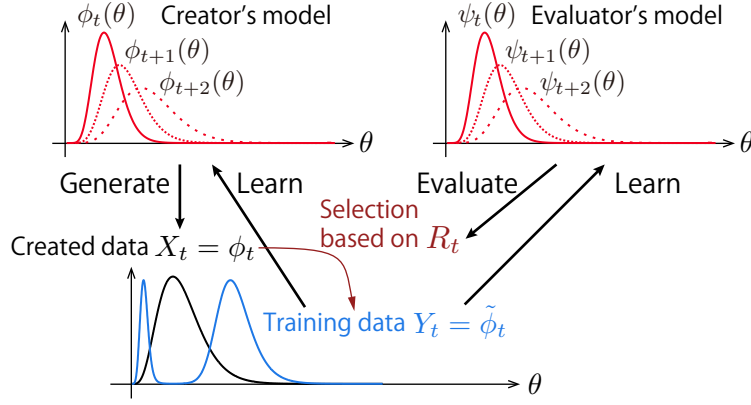 Creator's model
ϕ_t(θ)
ϕ_{t+1}(θ)
ϕ_{t+2}(θ)
θ
Evaluator's model
ψ_t(θ)
ψ_{t+1}(θ)
ψ_{t+2}(θ)
θ
Generate
Learn
Evaluate
Learn
Selection
based on R_t
Created data X_t = ϕ_t
Training data Y_t = \tilde{ϕ}_t
θ